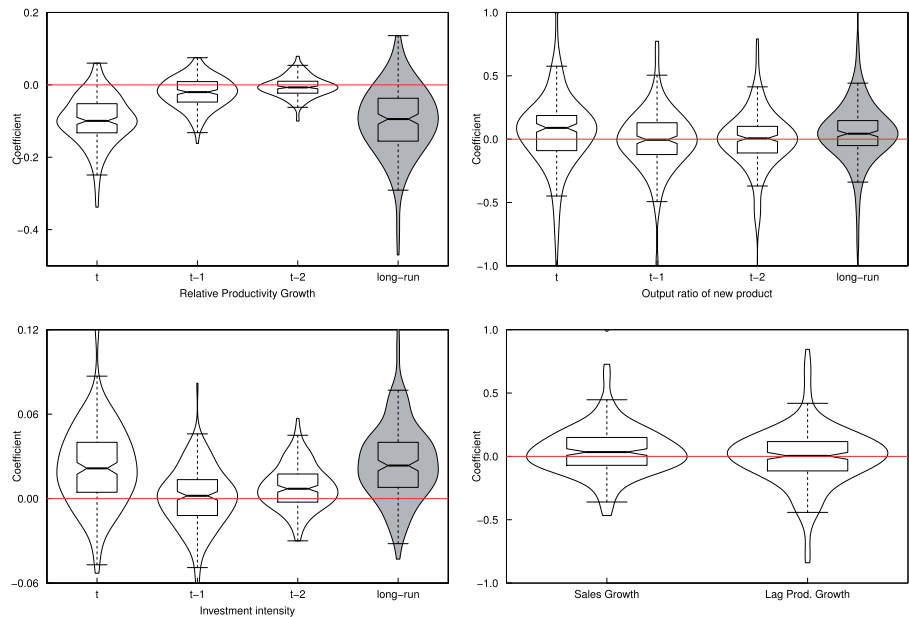 0.2
0.0
−0.2
−0.4
Coefficient
t
t−1
t−2
long−run
Relative Productivity Growth
1.0
0.5
0.0
−0.5
−1.0
Coefficient
t
t−1
t−2
long−run
Output ratio of new product
0.12
0.06
0.00
−0.06
Coefficient
t
t−1
t−2
long−run
Investment intensity
1.0
0.5
0.0
−0.5
−1.0
Coefficient
Sales Growth
Lag Prod. Growth